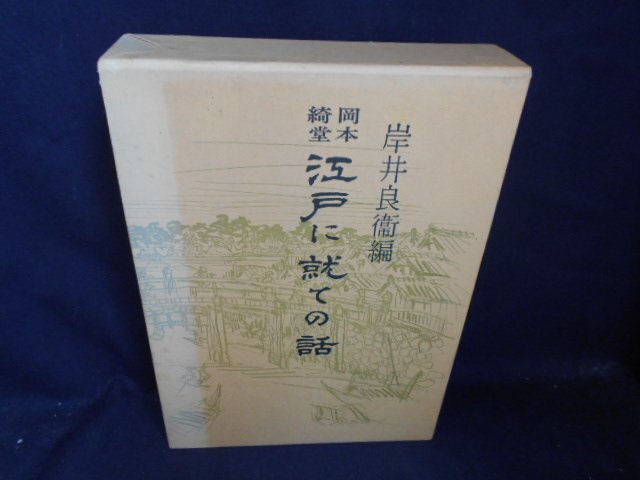 岸井良衞編
岡本
綺堂
江戸に就ての話